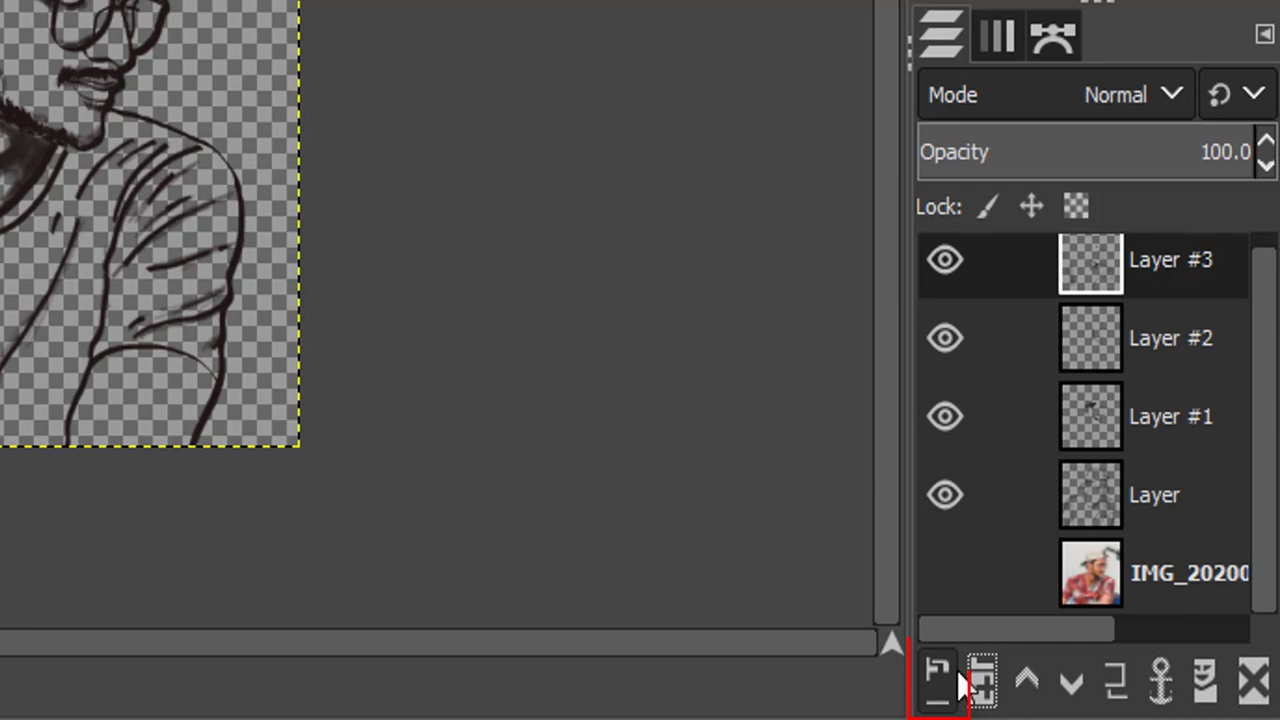 Mode Normal
Opacity 100.0
Lock:
Layer #3
Layer #2
Layer #1
Layer
IMG_20200